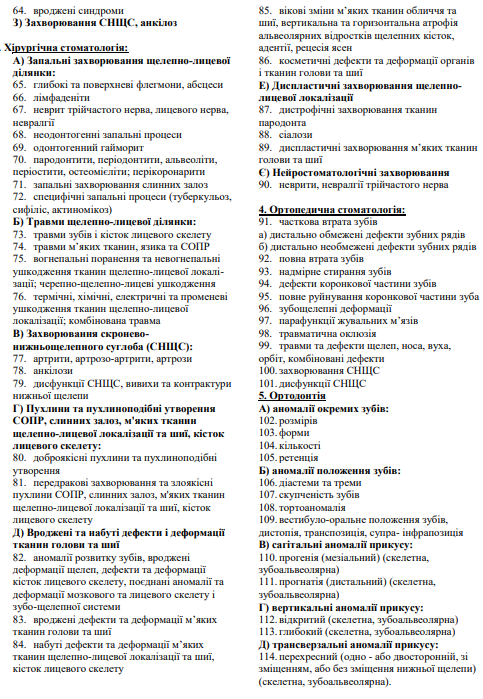 64. вроджені синдроми
З) Захворювання СНЩС, анкілоз
. Хірургічна стоматологія:
А) Запальні захворювання щелепно-лицевої
ділянки:
65. глибокі та поверхневі флегмони, абсцеси
66. лімфаденіти
67. неврит трійчастого нерва, лицевого нерва,
невралгії
68. неодонтогенні запальні процеси
69. одонтогенний гайморит
70. пародонтити, періодонтити, альвеоліти,
періостити, остеомієліти; перікоронарити
71. запальні захворювання слинних залоз
72. специфічні запальні процеси (туберкульоз,
сифіліс, актиномікоз)
Б) Травми щелепно-лицевої ділянки:
73. травми зубів і кісток лицевого скелету
74. травми м’яких тканин, язика та СОПР
75. вогнепальні поранення та невогнепальні
ушкодження тканин щелепно-лицевої локалі-
зації; черепно-щелепно-лицеві ушкодження
76. термічні, хімічні, електричні та променеві
ушкодження тканин щелепно-лицевої
локалізації; комбінована травма
В) Захворювання скронево-
нижньощелепного суглоба (СНЩС):
77. артрити, артрозо-артрити, артрози
78. анкілози
79. дисфункції СНЩС, вивихи та контрактури
нижньої щелепи
Г) Пухлини та пухлиноподібні утворення
СОПР, слинних залоз, м'яких тканин
щелепно-лицевої локалізації та шиї, кісток
лицевого скелету:
80. доброякісні пухлини та пухлиноподібні
утворення
81. передракові захворювання та злоякісні
пухлини СОПР, слинних залоз, м'яких тканин
щелепно-лицевої локалізації та шиї, кісток
лицевого скелету
Д) Вроджені та набуті дефекти і деформації
тканин голови та шиї
82. аномалії розвитку зубів, вроджені
деформації щелеп, дефекти та деформації
кісток лицевого скелету, поєднані аномалії та
деформації мозкового та лицевого скелету і
зубо-щелепної системи
83. вроджені дефекти та деформації м’яких
тканин голови та шиї
84. набуті дефекти та деформації м’яких
тканин щелепно-лицевої локалізації та шиї,
кісток лицевого скелету
85. вікові зміни м’яких тканин обличчя та
шиї, вертикальна та горизонтальна атрофія
альвеолярних відростків щелепних кісток,
адентії, рецесія ясен
86. косметичні дефекти та деформації органів
і тканин голови та шиї
Е) Диспластичні захворювання щелепно-
лицевої локалізації
87. дистрофічні захворювання тканин
пародонта
88. сіалози
89. диспластичні захворювання м’яких тканин
голови та шиї
Є) Нейростоматологічні захворювання
90. неврити, невралгії трійчастого нерва
4. Ортопедична стоматологія:
91. часткова втрата зубів
а) дистально обмежені дефекти зубних рядів
б) дистально необмежені дефекти зубних рядів
92. повна втрата зубів
93. надмірне стирання зубів
94. дефекти коронкової частини зубів
95. повне руйнування коронкової частини зуба
96. зубощелепні деформації
97. парафункції жувальних м’язів
98. травматична оклюзія
99. травми та дефекти щелеп, носа, вуха,
орбіт, комбіновані дефекти
100. захворювання СНЩС
101. дисфункції СНЩС
5. Ортодонтія
А) аномалії окремих зубів:
102. розмірів
103. форми
104. кількості
105. ретенція
Б) аномалії положення зубів:
106. діастеми та треми
107. скупченість зубів
108. тортоаномалія
109. вестибуло-оральне положення зубів,
дистопія, транспозиція, супра- інфрапозиція
В) сагітальні аномалії прикусу:
110. прогенія (мезіальний) (скелетна,
зубоальвеолярна)
111. прогнатія (дистальний) (скелетна,
зубоальвеолярна)
Г) вертикальні аномалії прикусу:
112. відкритий (скелетна, зубоальвеолярна)
113. глибокий (скелетна, зубоальвеолярна)
Д) трансверзальні аномалії прикусу:
114. перехресний (одно - або двосторонній, зі
зміщенням, або без зміщення нижньої щелепи)
(скелетна, зубоальвеолярна).